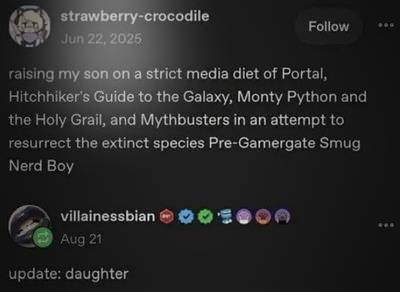 strawberry-crocodile
Follow
Jun 22, 2025
raising my son on a strict media diet of Portal,
Hitchhiker's Guide to the Galaxy, Monty Python and
the Holy Grail, and Mythbusters in an attempt to
resurrect the extinct species Pre-Gamergate Smug
Nerd Boy
villainessbian
Aug 21
update: daughter